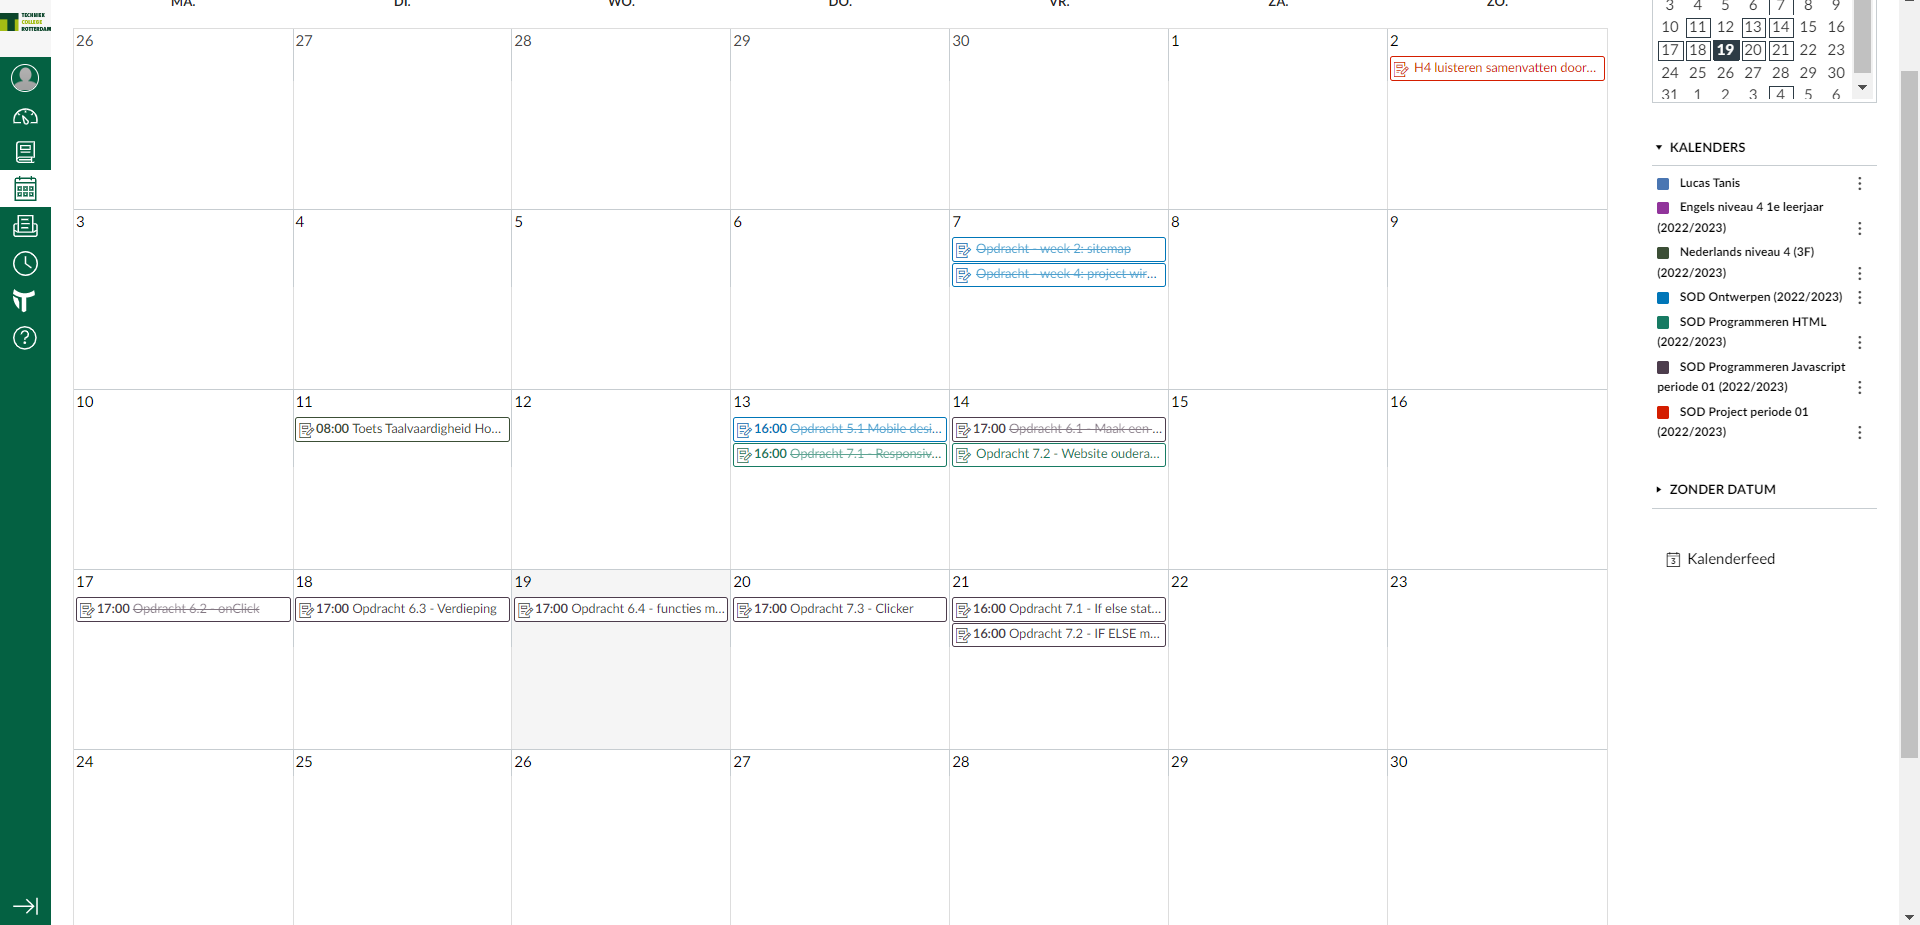 TECHNIEK
COLLEGE
ROTTERDAM
MA.
DI.
WO.
DO.
VR.
ZA.
ZO.
26
27
28
29
30
1
2
H4 luisteren samenvatten door...
3
4
5
6
7
Opdracht - week 2: sitemap
Opdracht - week 4: project wir...
8
9
10
11
08:00 Toets Taalvaardigheid Ho...
12
13
16:00 Opdracht 5.1 Mobile desi...
16:00 Opdracht 7.1 - Responsiv...
14
17:00 Opdracht 6.1 - Maak een ...
Opdracht 7.2 - Website oudera...
15
16
17
17:00 Opdracht 6.2 - onClick
18
17:00 Opdracht 6.3 - Verdieping
19
17:00 Opdracht 6.4 - functies m...
20
17:00 Opdracht 7.3 - Clicker
21
16:00 Opdracht 7.1 - If else stat...
16:00 Opdracht 7.2 - IF ELSE m...
22
23
24
25
26
27
28
29
30
3 4 5 6 7 8 9
10 11 12 13 14 15 16
17 18 19 20 21 22 23
24 25 26 27 28 29 30
31 1 2 3 4 5 6
KALENDERS
Lucas Tanis
Engels niveau 4 1e leerjaar
(2022/2023)
Nederlands niveau 4 (3F)
(2022/2023)
SOD Ontwerpen (2022/2023)
SOD Programmeren HTML
(2022/2023)
SOD Programmeren Javascript
periode 01 (2022/2023)
SOD Project periode 01
(2022/2023)
ZONDER DATUM
3 Kalenderfeed